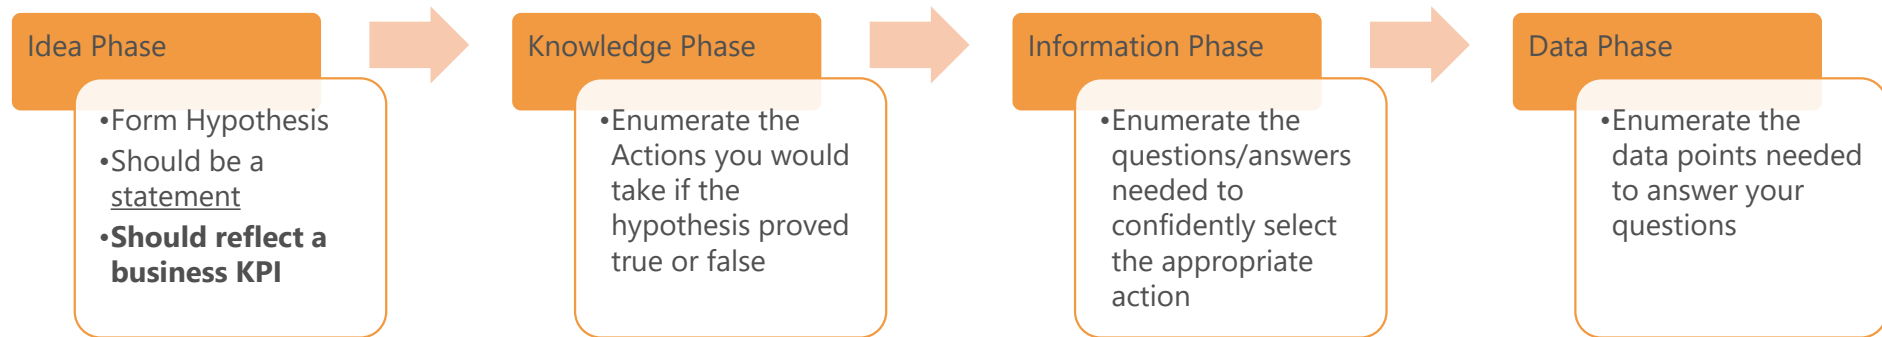 Idea Phase
•Form Hypothesis
•Should be a
statement
•Should reflect a
business KPI
Knowledge Phase
•Enumerate the
Actions you would
take if the
hypothesis proved
true or false
Information Phase
•Enumerate the
questions/answers
needed to
confidently select
the appropriate
action
Data Phase
•Enumerate the
data points needed
to answer your
questions